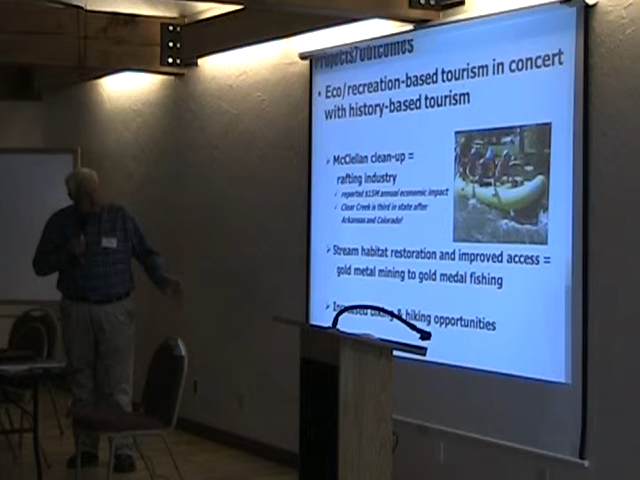 Projects/outcomes
• Eco/recreation-based tourism in concert
with history-based tourism
➢ McClellan clean-up =
rafting industry
✓ reported $15M annual economic impact
✓ Clear Creek is third in state after
Arkansas and Colorado!
➢ Stream habitat restoration and improved access =
gold metal mining to gold medal fishing
➢ & hiking opportunities